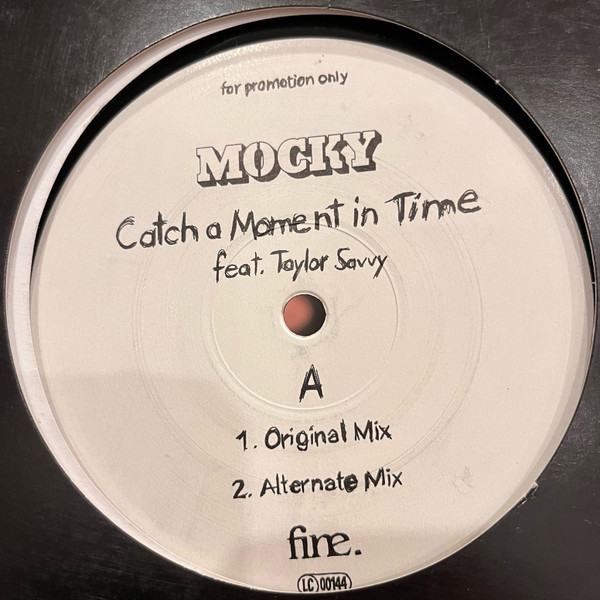 for promotion only
MOCKY
Catch a Moment in Time
feat. Taylor Savvy
A
1. Original Mix
2. Alternate Mix
fine.
LC 00144